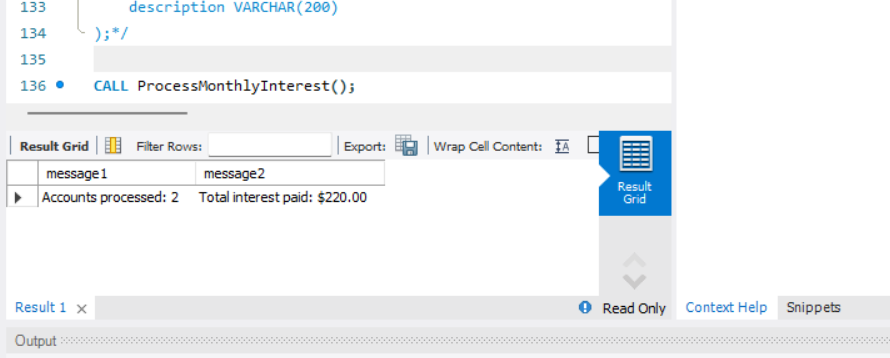 133 description VARCHAR(200)
134 );*/
135
136 CALL ProcessMonthlyInterest();
Result Grid Filter Rows: Export: Wrap Cell Content: IA
message1 message2
Accounts processed: 2 Total interest paid: $220.00
Result
Grid
Result 1 × Read Only Context Help Snippets
Output